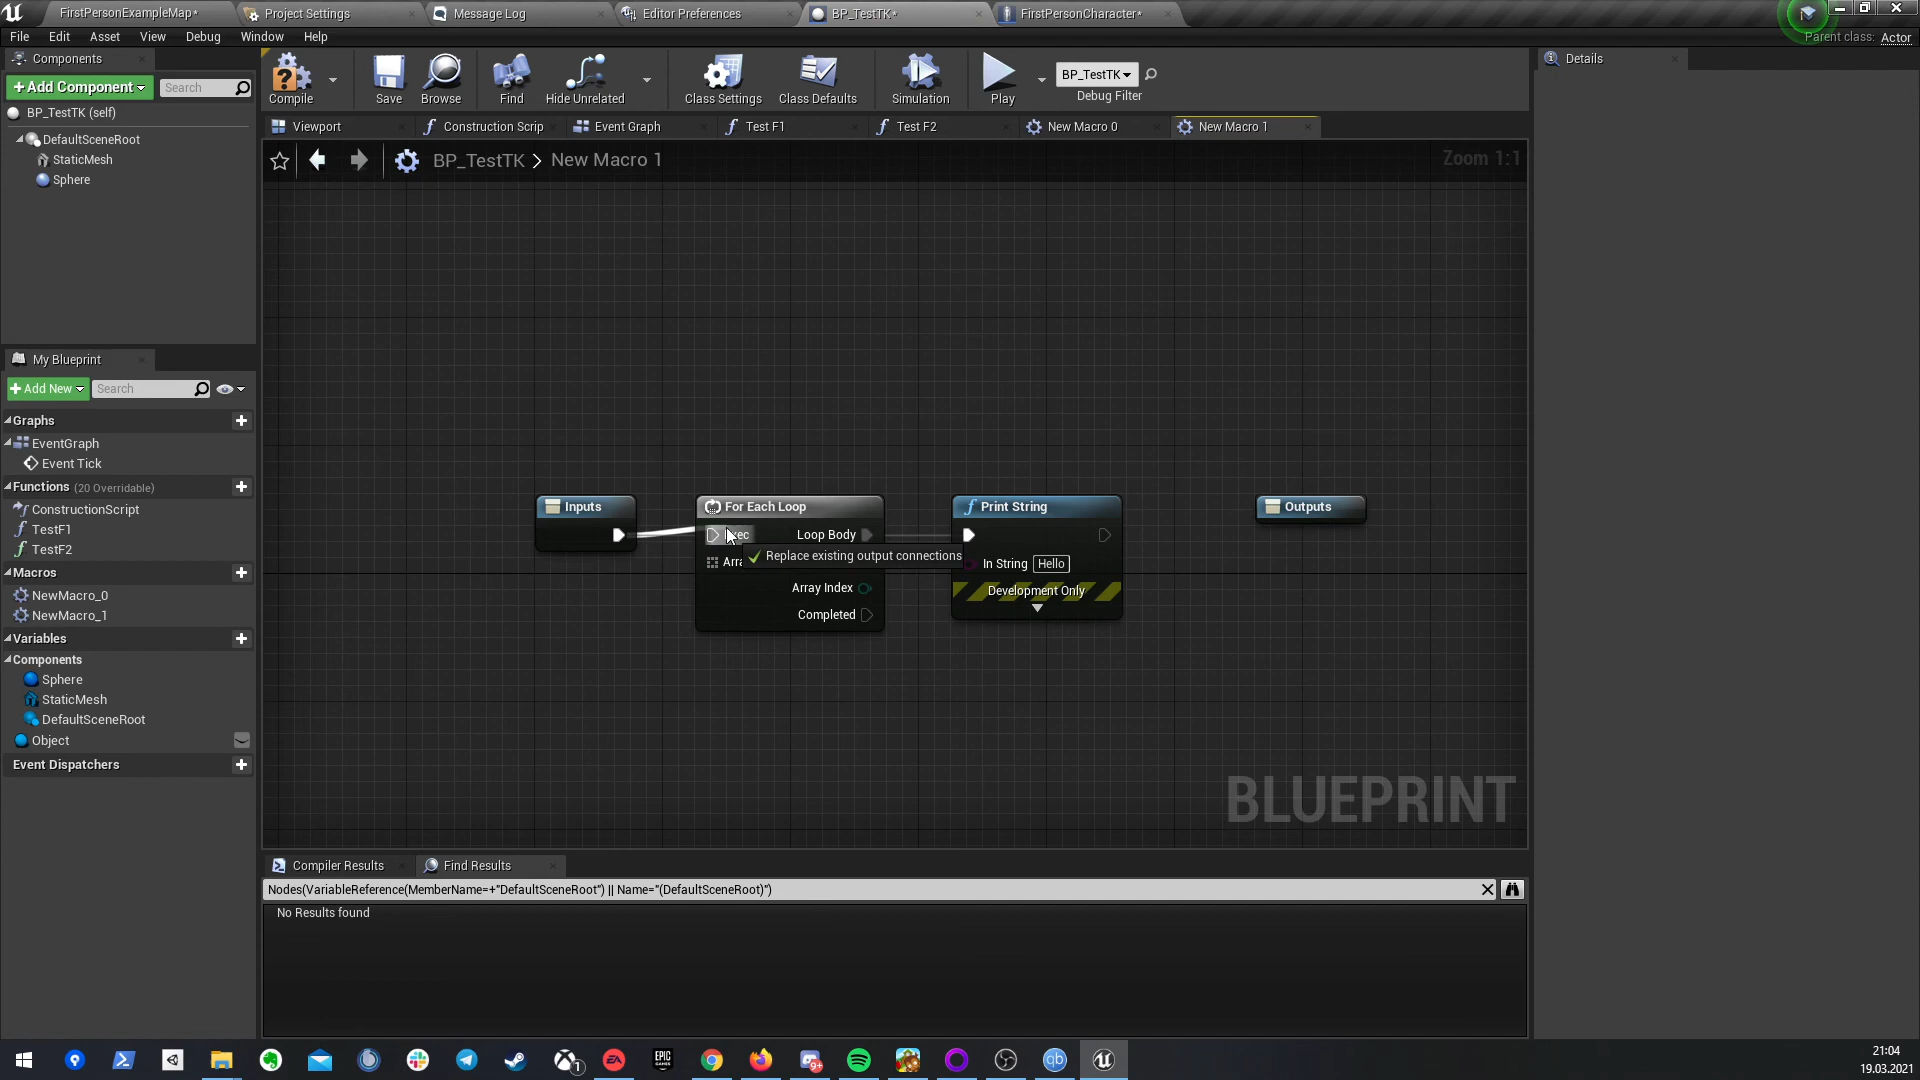 FirstPersonExampleMap*
Project Settings
Message Log
Editor Preferences
BP_TestTK*
FirstPersonCharacter*
File Edit Asset View Debug Window Help
Parent class: Actor
Components
+Add Component
Search
BP_TestTK (self)
DefaultSceneRoot
StaticMesh
Sphere
Compile
Save
Browse
Find
Hide Unrelated
Class Settings
Class Defaults
Simulation
Play
BP_TestTK
Debug Filter
Details
Viewport
Construction Scrip
Event Graph
Test F1
Test F2
New Macro 0
New Macro 1
BP_TestTK > New Macro 1
Zoom 1:1
My Blueprint
+Add New
Search
Graphs
EventGraph
Event Tick
Functions (20 Overridable)
ConstructionScript
TestF1
TestF2
Macros
NewMacro_0
NewMacro_1
Variables
Components
Sphere
StaticMesh
DefaultSceneRoot
Object
Event Dispatchers
Inputs
For Each Loop
Loop Body
Replace existing output connections
Array Index
Completed
Print String
In String Hello
Development Only
Outputs
BLUEPRINT
Compiler Results
Find Results
Nodes(VariableReference(MemberName=+"DefaultSceneRoot") || Name="(DefaultSceneRoot)")
No Results found
EPIC
GAMES
21:04
19.03.2021